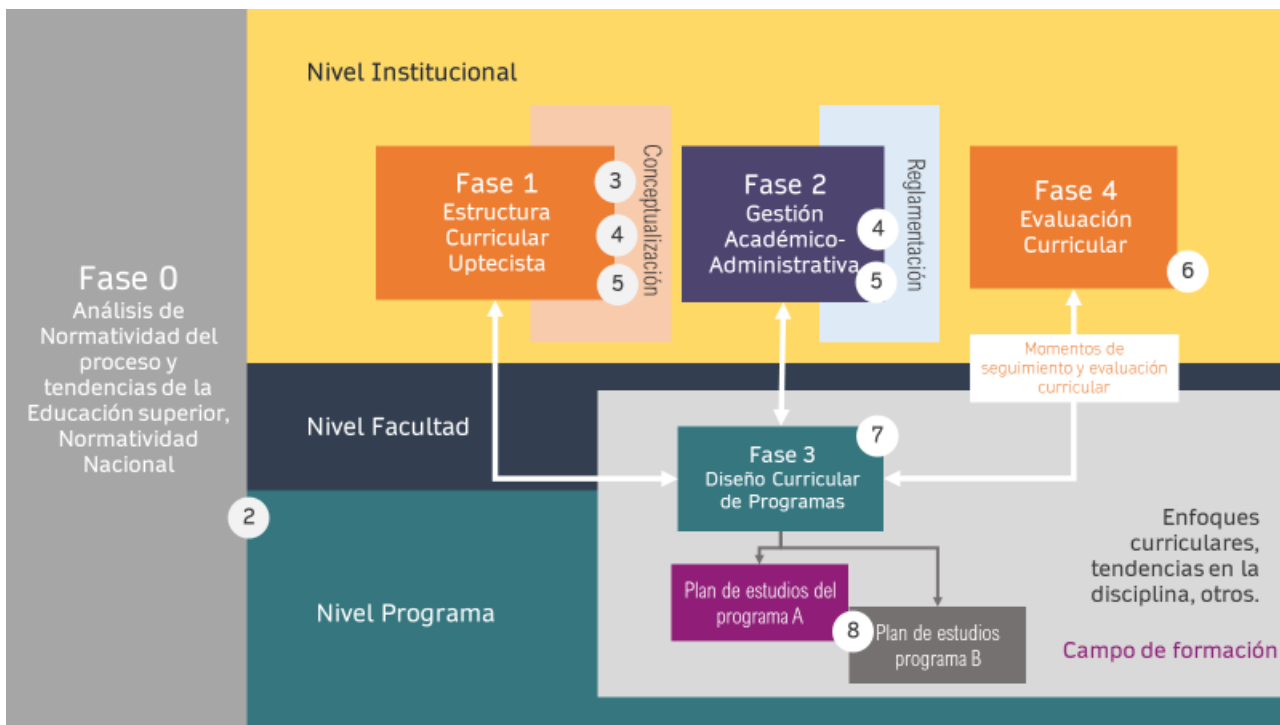 Nivel Institucional
Fase 0
Análisis de
Normatividad del
proceso y
tendencias de la
Educación superior,
Normatividad
Nacional
2
Fase 1
Estructura
Curricular
Uptecista
3
4
5
Conceptualización
Fase 2
Gestión
Académico-
Administrativa
4
5
Reglamentación
Fase 4
Evaluación
Curricular
6
Momentos de
seguimiento y evaluación
curricular
Nivel Facultad
7
Fase 3
Diseño Curricular
de Programas
Nivel Programa
Plan de estudios del
programa A
8
Plan de estudios
programa B
Enfoques
curriculares,
tendencias en la
disciplina, otros.
Campo de formación